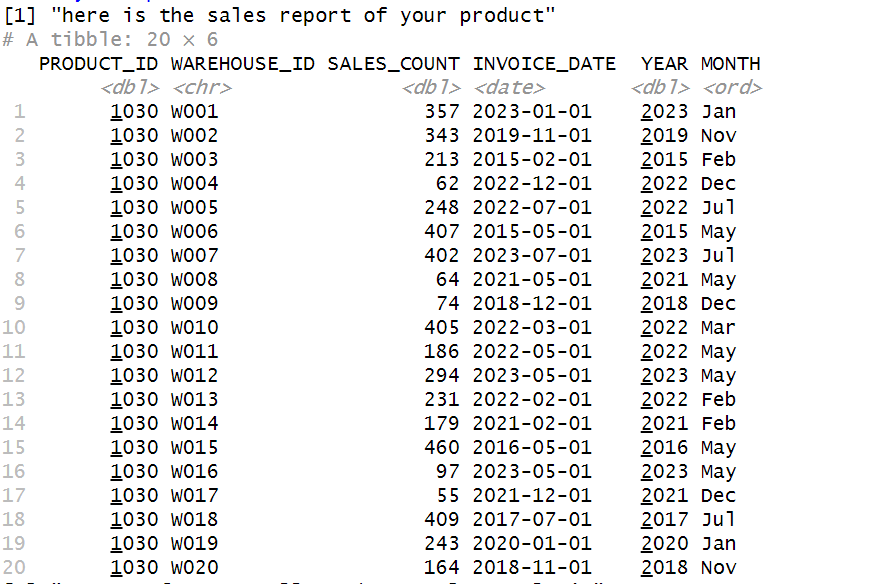 [1] "here is the sales report of your product"
# A tibble: 20 × 6
PRODUCT_ID WAREHOUSE_ID SALES_COUNT INVOICE_DATE YEAR MONTH
<dbl> <chr> <dbl> <date> <dbl> <ord>
1 1030 W001 357 2023-01-01 2023 Jan
2 1030 W002 343 2019-11-01 2019 Nov
3 1030 W003 213 2015-02-01 2015 Feb
4 1030 W004 62 2022-12-01 2022 Dec
5 1030 W005 248 2022-07-01 2022 Jul
6 1030 W006 407 2015-05-01 2015 May
7 1030 W007 402 2023-07-01 2023 Jul
8 1030 W008 64 2021-05-01 2021 May
9 1030 W009 74 2018-12-01 2018 Dec
10 1030 W010 405 2022-03-01 2022 Mar
11 1030 W011 186 2022-05-01 2022 May
12 1030 W012 294 2023-05-01 2023 May
13 1030 W013 231 2022-02-01 2022 Feb
14 1030 W014 179 2021-02-01 2021 Feb
15 1030 W015 460 2016-05-01 2016 May
16 1030 W016 97 2023-05-01 2023 May
17 1030 W017 55 2021-12-01 2021 Dec
18 1030 W018 409 2017-07-01 2017 Jul
19 1030 W019 243 2020-01-01 2020 Jan
20 1030 W020 164 2018-11-01 2018 Nov